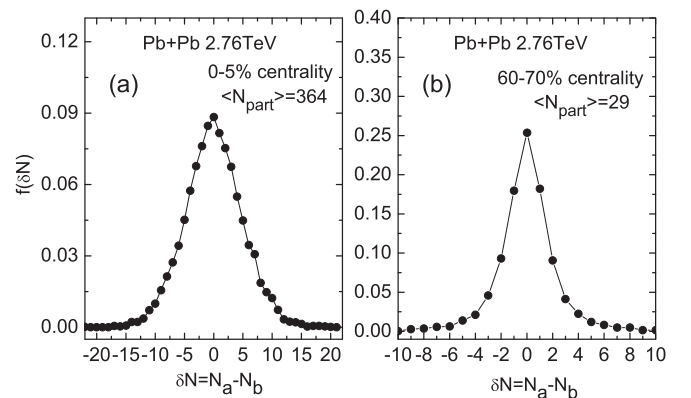 Pb+Pb 2.76TeV
(a)
0-5% centrality
<N_part>=364
f(δN)
0.12
0.09
0.06
0.03
0.00
-20 -15 -10 -5 0 5 10 15 20
δN=N_a-N_b
Pb+Pb 2.76TeV
60-70% centrality
(b)
<N_part>=29
0.40
0.35
0.30
0.25
0.20
0.15
0.10
0.05
0.00
-10 -8 -6 -4 -2 0 2 4 6 8 10
δN=N_a-N_b